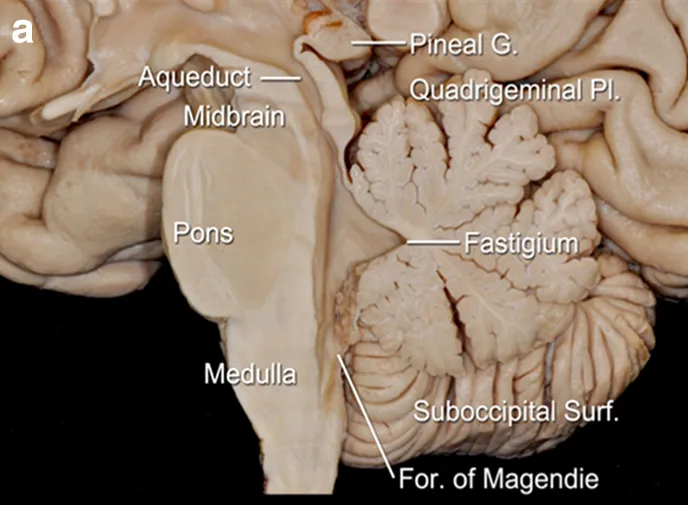 a
Pineal G.
Aqueduct
Quadrigeminal Pl.
Midbrain
Pons
Fastigium
Medulla
Suboccipital Surf.
For. of Magendie